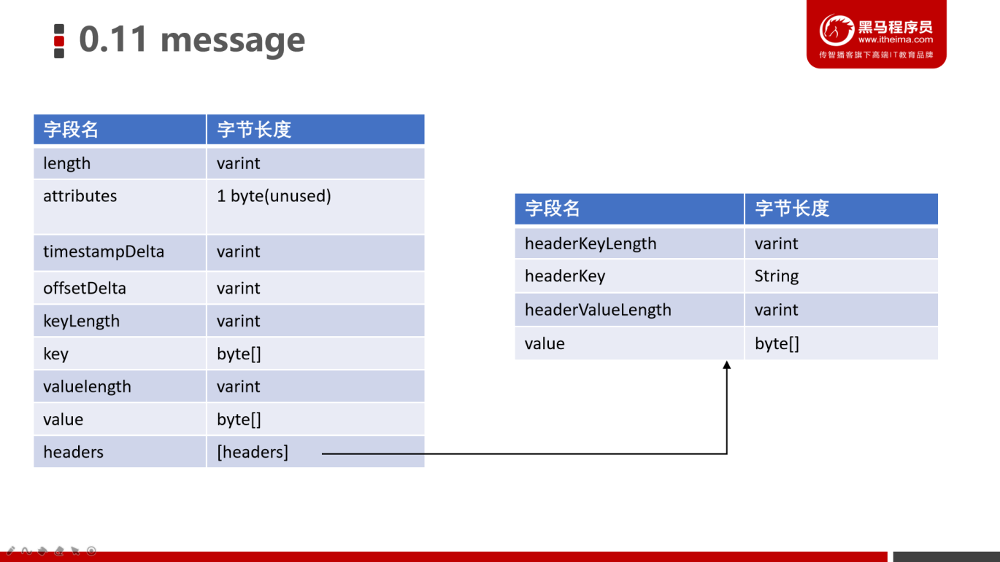 0.11 message
黑马程序员
www.itheima.com
传智播客旗下高端IT教育品牌
字段名 字节长度
length varint
attributes 1 byte(unused)
timestampDelta varint
offsetDelta varint
keyLength varint
key byte[]
valuelength varint
value byte[]
headers [headers]
字段名 字节长度
headerKeyLength varint
headerKey String
headerValueLength varint
value byte[]